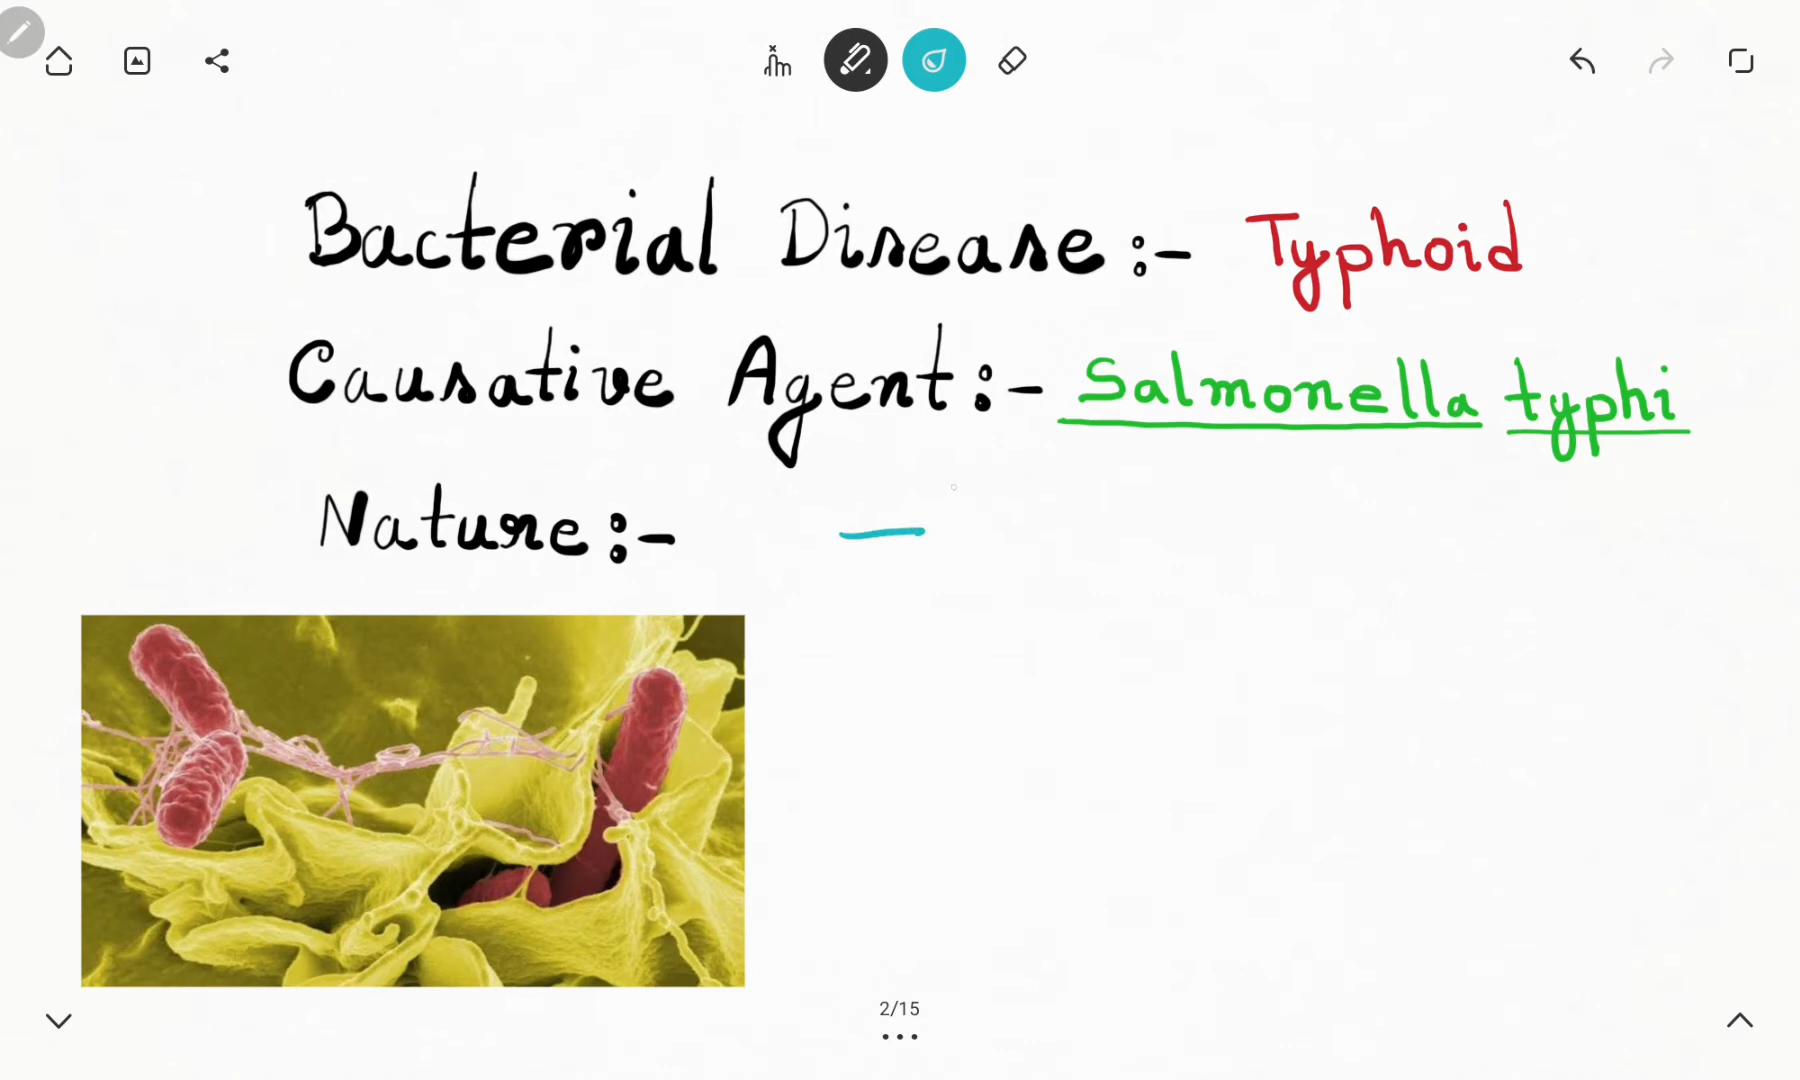 Bacterial Disease:- Typhoid
Causative Agent:- Salmonella typhi
Nature:- —
2/15